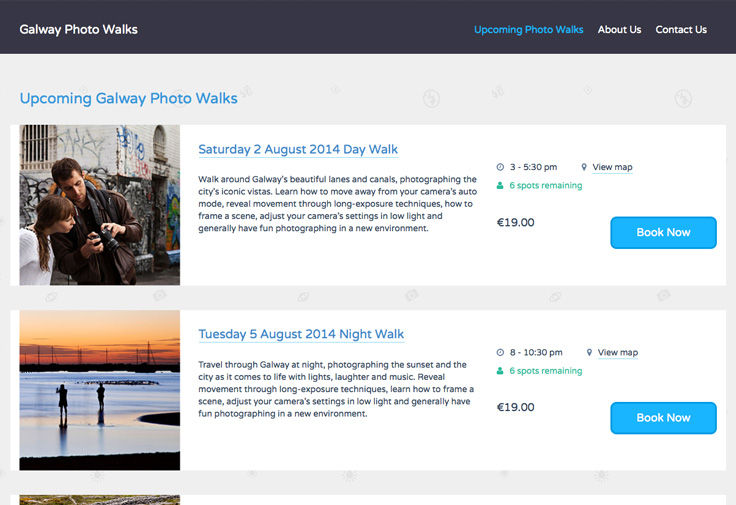 Galway Photo Walks
Upcoming Photo Walks About Us Contact Us
Upcoming Galway Photo Walks
Saturday 2 August 2014 Day Walk
Walk around Galway's beautiful lanes and canals, photographing the
city's iconic vistas. Learn how to move away from your camera's auto
mode, reveal movement through long-exposure techniques, how to
frame a scene, adjust your camera's settings in low light and
generally have fun photographing in a new environment.
3 - 5:30 pm View map
6 spots remaining
€19.00
Book Now
Tuesday 5 August 2014 Night Walk
Travel through Galway at night, photographing the sunset and the
city as it comes to life with lights, laughter and music. Reveal
movement through long-exposure techniques, learn how to frame a
scene, adjust your camera's settings in low light and generally have
fun photographing in a new environment.
8 - 10:30 pm View map
6 spots remaining
€19.00
Book Now